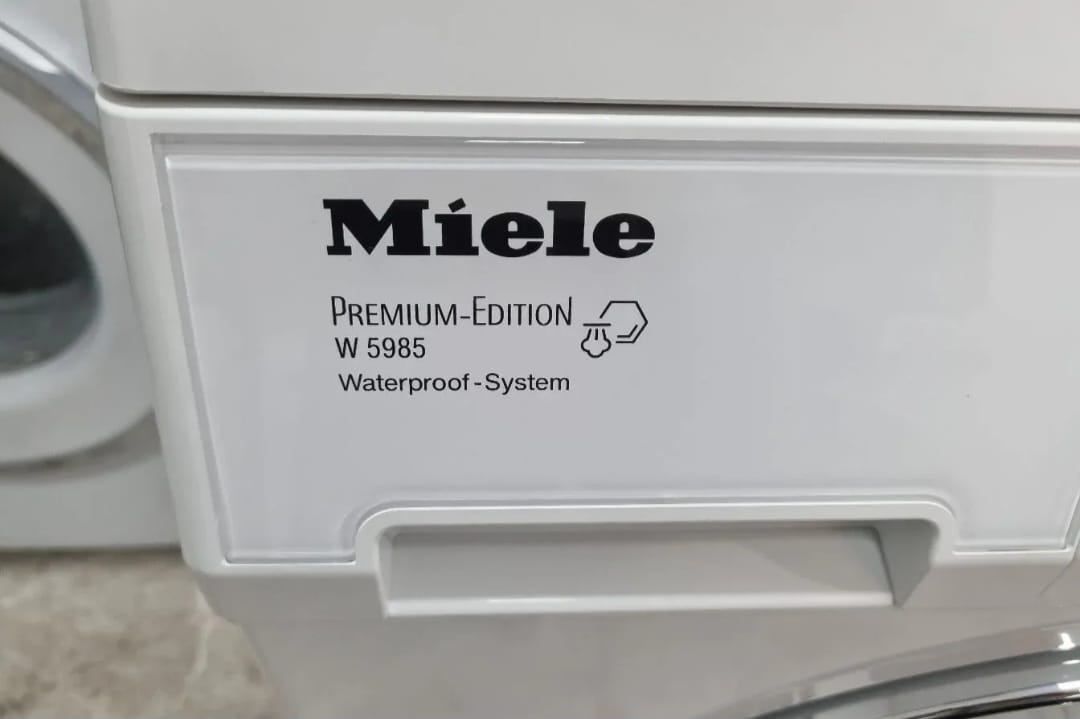 Miele
PREMIUM-EDITION
W 5985
Waterproof-System